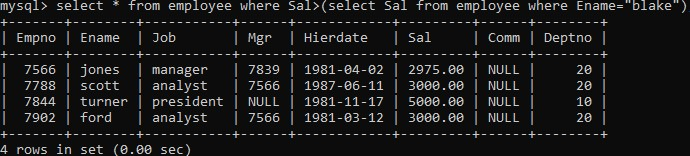 mysql> select * from employee where Sal>(select Sal from employee where Ename="blake")
+-------+--------+-----------+------+------------+---------+------+--------+
| Empno | Ename  | Job       | Mgr  | Hierdate   | Sal     | Comm | Deptno |
+-------+--------+-----------+------+------------+---------+------+--------+
|  7566 | jones  | manager   | 7839 | 1981-04-02 | 2975.00 | NULL |     20 |
|  7788 | scott  | analyst   | 7566 | 1987-06-11 | 3000.00 | NULL |     20 |
|  7844 | turner | president | NULL | 1981-11-17 | 5000.00 | NULL |     10 |
|  7902 | ford   | analyst   | 7566 | 1981-03-12 | 3000.00 | NULL |     20 |
+-------+--------+-----------+------+------------+---------+------+--------+
4 rows in set (0.00 sec)